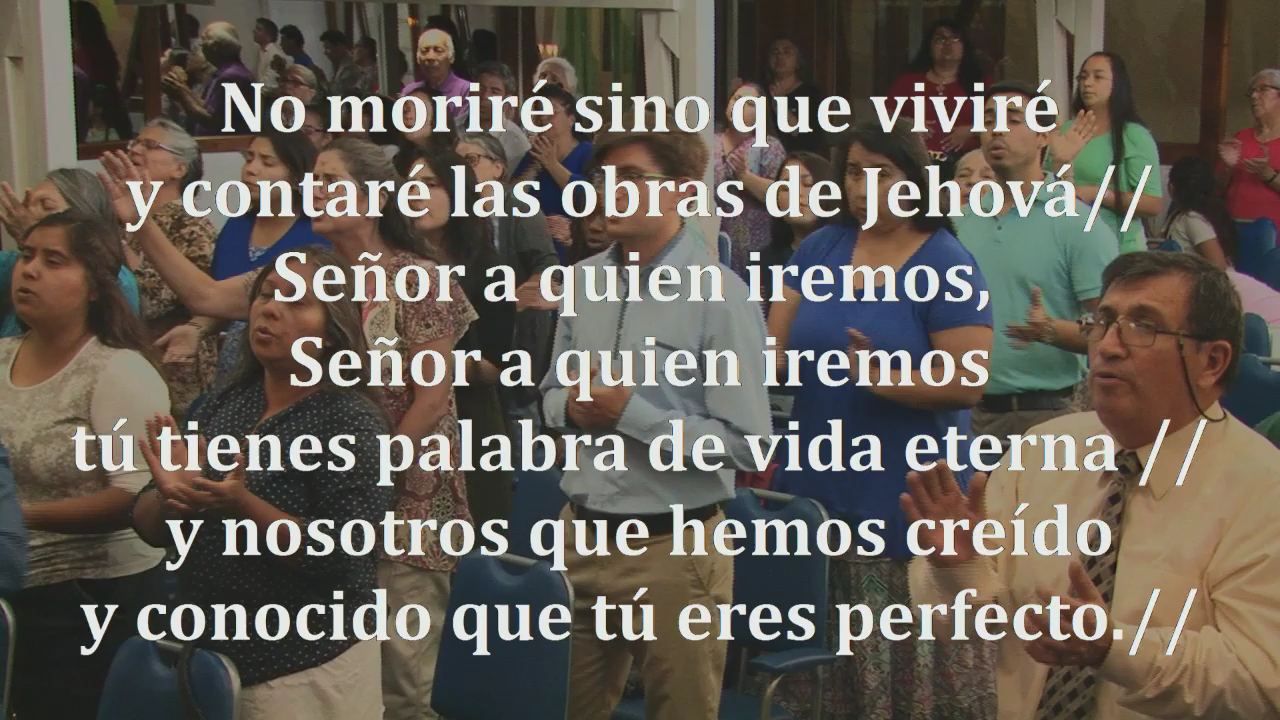 No moriré sino que viviré
y contaré las obras de Jehová//
Señor a quien iremos,
Señor a quien iremos
tú tienes palabra de vida eterna //
y nosotros que hemos creído
y conocido que tú eres perfecto.//